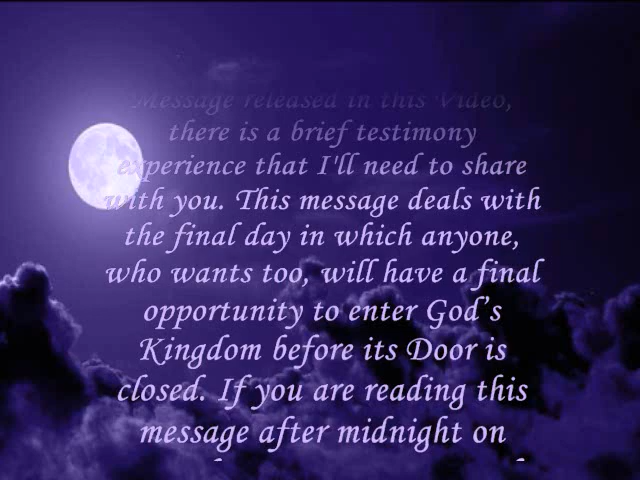 Message released in this Video,
there is a brief testimony
experience that I'll need to share
with you. This message deals with
the final day in which anyone,
who wants too, will have a final
opportunity to enter God’s
Kingdom before its Door is
closed. If you are reading this
message after midnight on